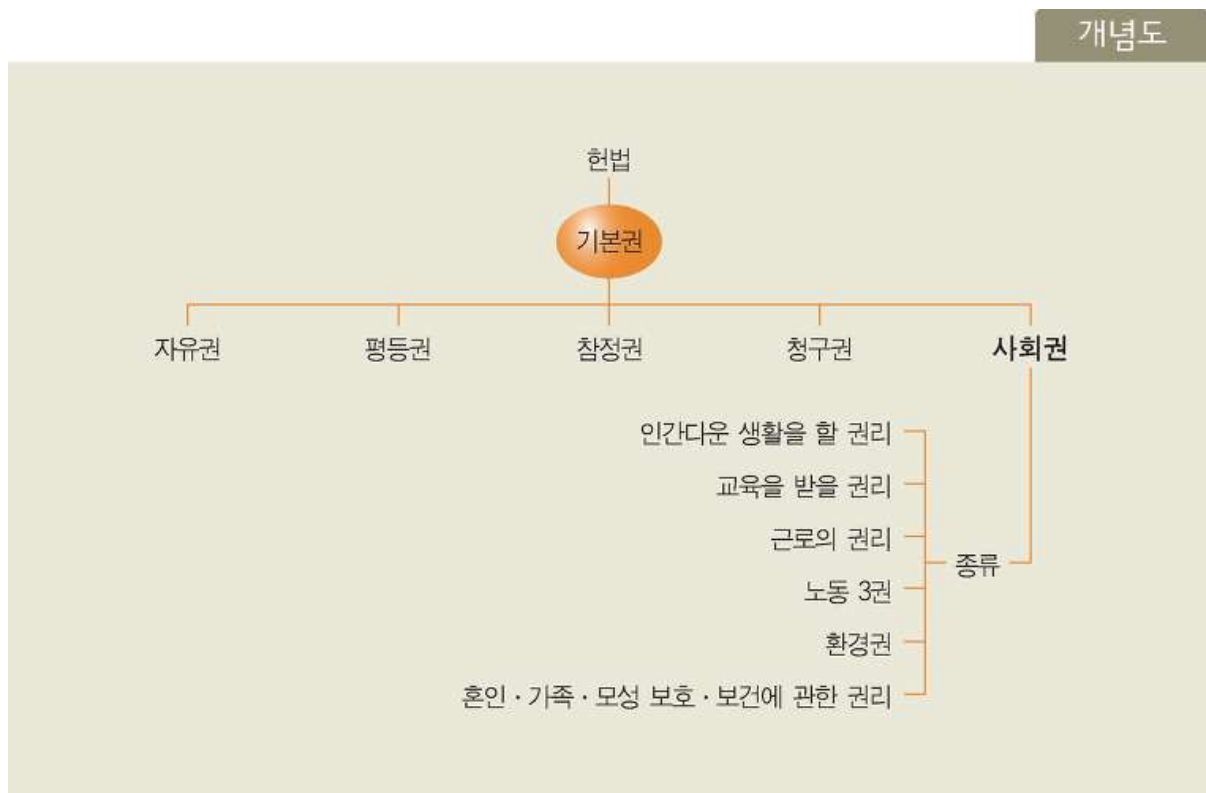 개념도
헌법
기본권
자유권 평등권 참정권 청구권 사회권
인간다운 생활을 할 권리
교육을 받을 권리
근로의 권리
종류
노동 3권
환경권
혼인·가족·모성 보호·보건에 관한 권리